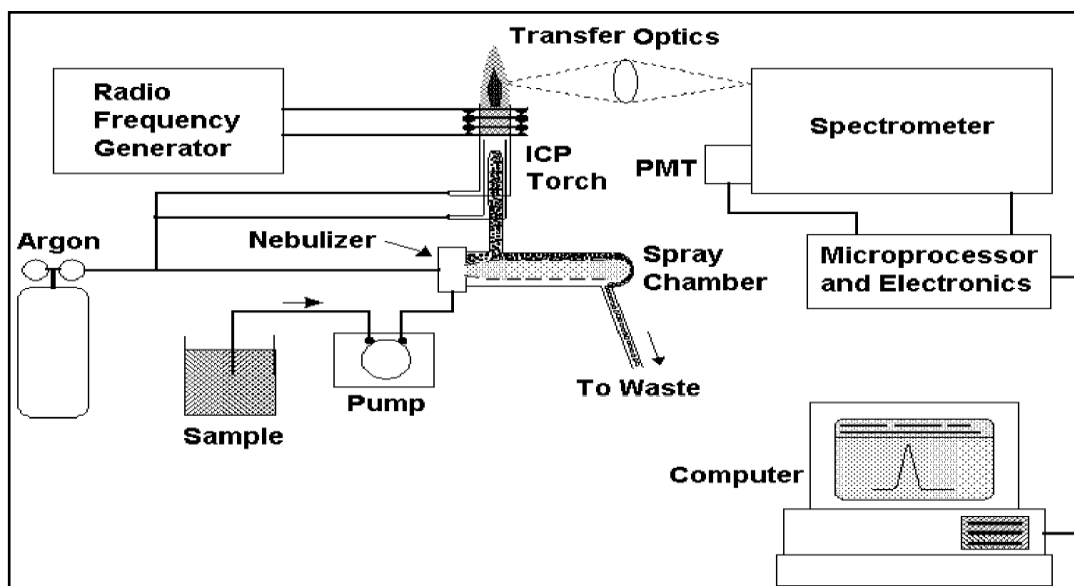 Transfer Optics
Radio
Frequency
Generator
Spectrometer
ICP
Torch
PMT
Argon
Nebulizer
Spray
Chamber
Microprocessor
and Electronics
To Waste
Pump
Sample
Computer